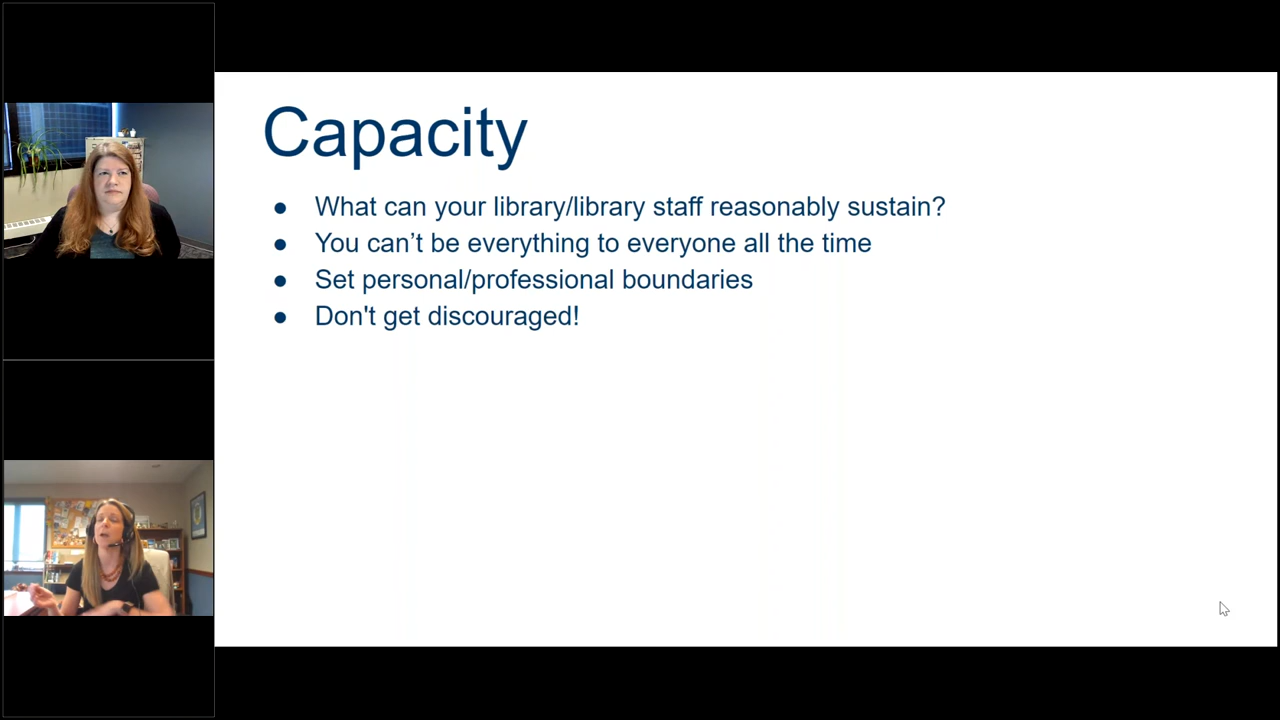 Capacity
● What can your library/library staff reasonably sustain?
● You can’t be everything to everyone all the time
● Set personal/professional boundaries
● Don't get discouraged!